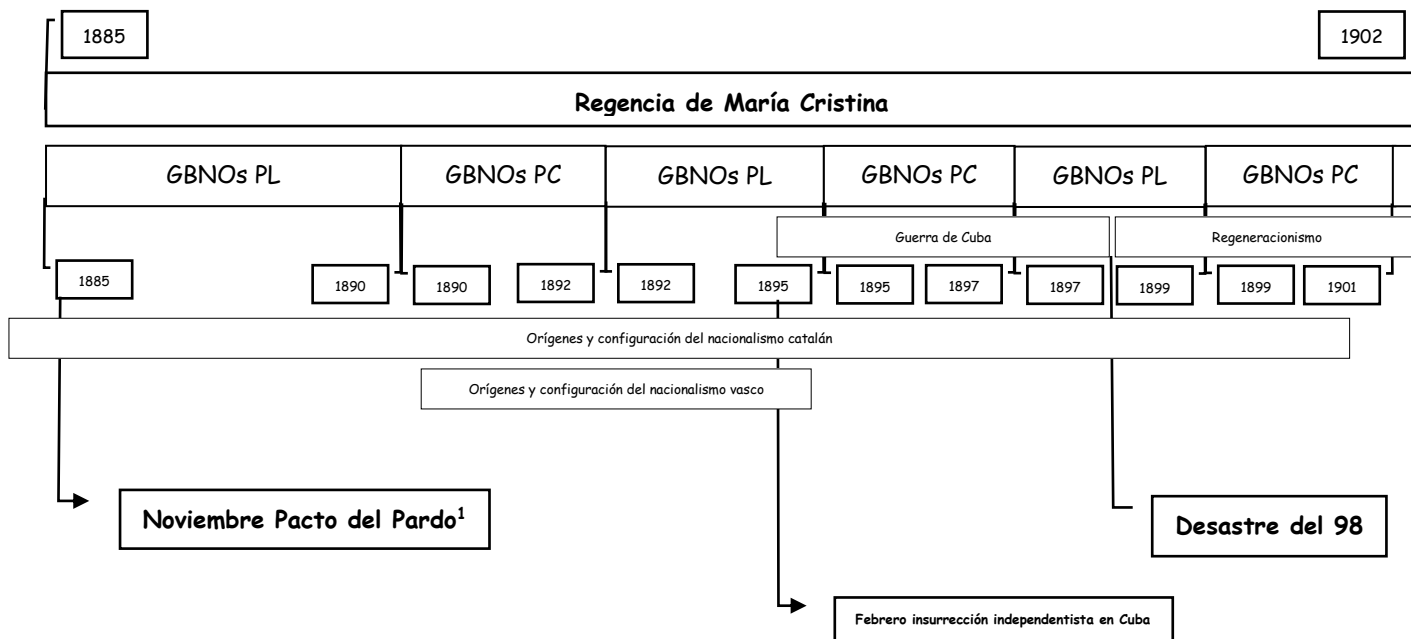 1885
1902
Regencia de María Cristina
GBNOs PL
GBNOs PC
GBNOs PL
GBNOs PC
GBNOs PL
GBNOs PC
Guerra de Cuba
Regeneracionismo
1885
1890
1890
1892
1892
1895
1895
1897
1897
1899
1899
1901
Orígenes y configuración del nacionalismo catalán
Orígenes y configuración del nacionalismo vasco
Noviembre Pacto del Pardo¹
Desastre del 98
Febrero insurrección independentista en Cuba